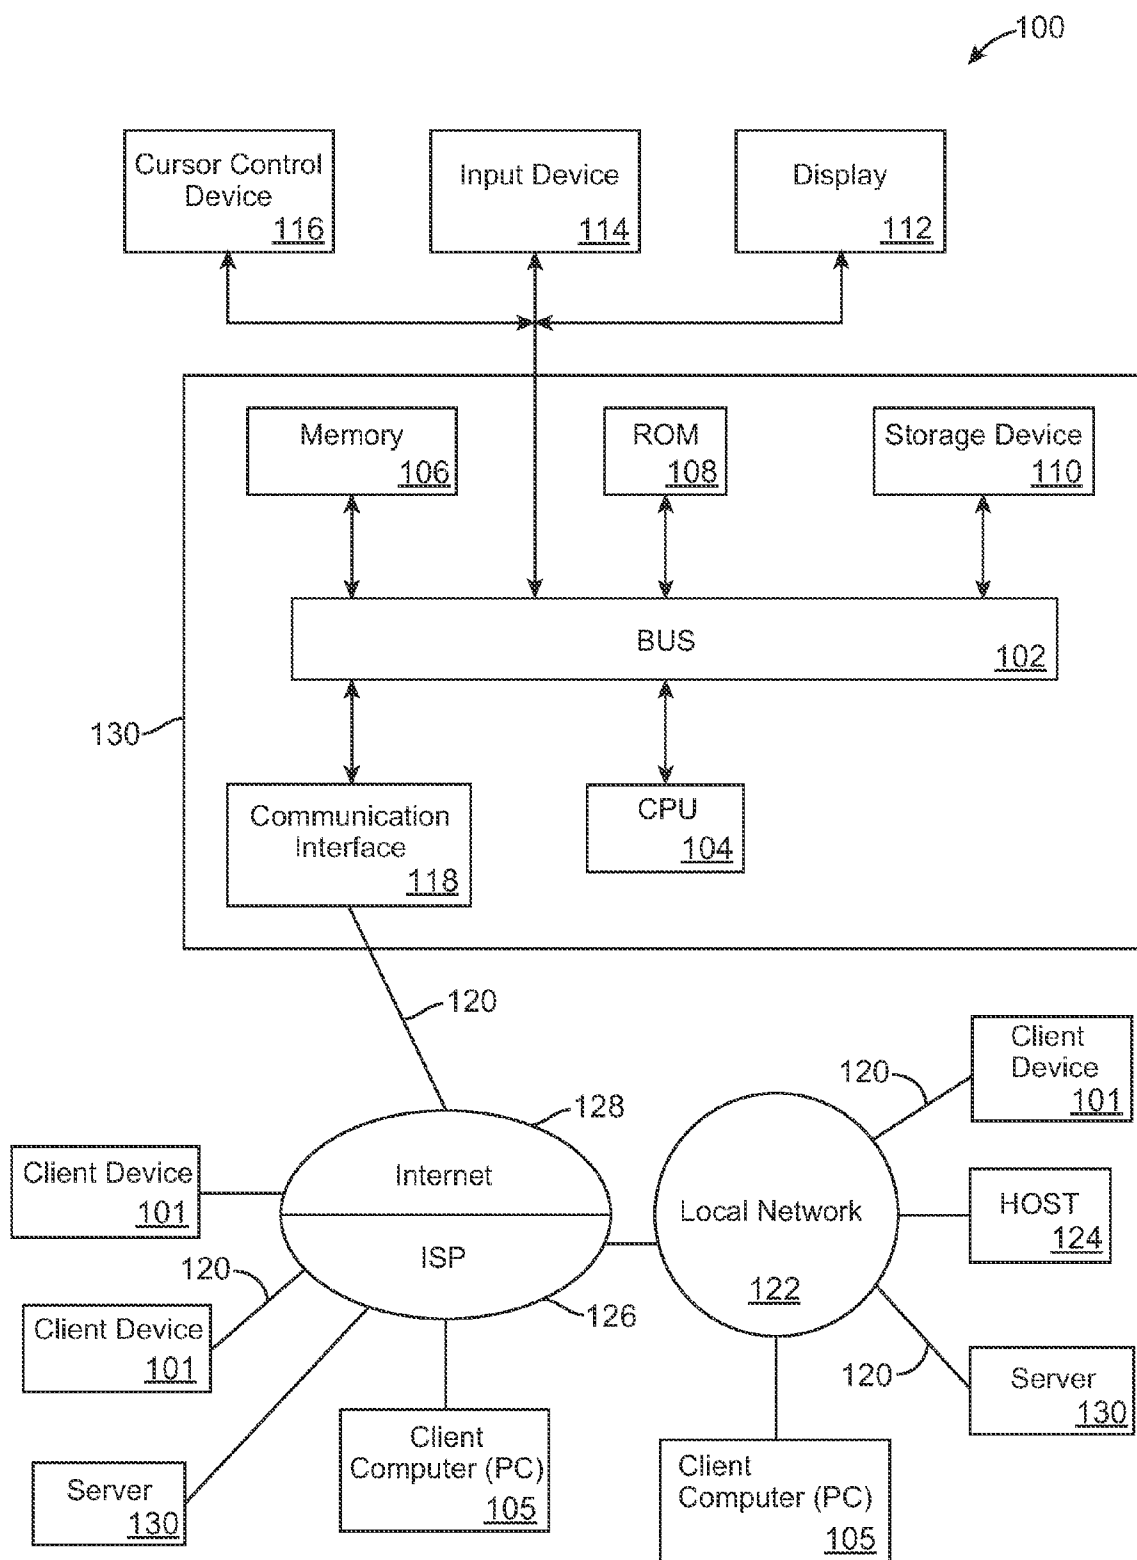 100
Cursor Control
Device
116
Input Device
114
Display
112
Memory
106
ROM
108
Storage Device
110
BUS
102
130
Communication
Interface
118
CPU
104
120
Client
Device
101
120
128
Internet
Client Device
101
Local Network
122
HOST
124
ISP
120
126
Client Device
101
120
Server
130
Client
Computer (PC)
105
Client
Computer (PC)
105
Server
130